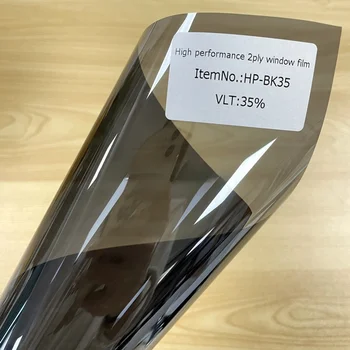 High performance 2ply window film
ItemNo.:HP-BK35
VLT:35%